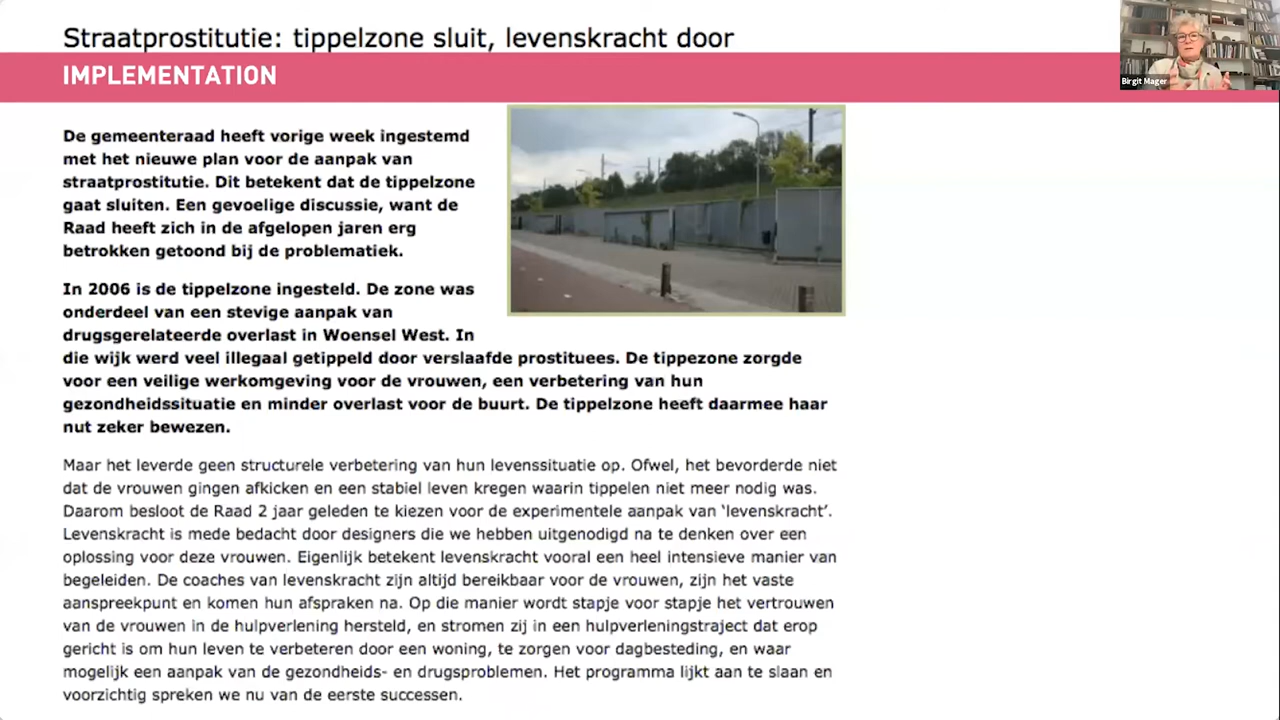 Straatprostitutie: tippelzone sluit, levenskracht door
IMPLEMENTATION
Birgit Mager
De gemeenteraad heeft vorige week ingestemd
met het nieuwe plan voor de aanpak van
straatprostitutie. Dit betekent dat de tippelzone
gaat sluiten. Een gevoelige discussie, want de
Raad heeft zich in de afgelopen jaren erg
betrokken getoond bij de problematiek.
In 2006 is de tippelzone ingesteld. De zone was
onderdeel van een stevige aanpak van
drugsgerelateerde overlast in Woensel West. In
die wijk werd veel illegaal getippeld door verslaafde prostituees. De tippezone zorgde
voor een veilige werkomgeving voor de vrouwen, een verbetering van hun
gezondheidssituatie en minder overlast voor de buurt. De tippelzone heeft daarmee haar
nut zeker bewezen.
Maar het leverde geen structurele verbetering van hun levenssituatie op. Ofwel, het bevorderde niet
dat de vrouwen gingen afkicken en een stabiel leven kregen waarin tippelen niet meer nodig was.
Daarom besloot de Raad 2 jaar geleden te kiezen voor de experimentele aanpak van ‘levenskracht’.
Levenskracht is mede bedacht door designers die we hebben uitgenodigd na te denken over een
oplossing voor deze vrouwen. Eigenlijk betekent levenskracht vooral een heel intensieve manier van
begeleiden. De coaches van levenskracht zijn altijd bereikbaar voor de vrouwen, zijn het vaste
aanspreekpunt en komen hun afspraken na. Op die manier wordt stapje voor stapje het vertrouwen
van de vrouwen in de hulpverlening hersteld, en stromen zij in een hulpverleningstraject dat erop
gericht is om hun leven te verbeteren door een woning, te zorgen voor dagbesteding, en waar
mogelijk een aanpak van de gezondheids- en drugsproblemen. Het programma lijkt aan te slaan en
voorzichtig spreken we nu van de eerste successen.